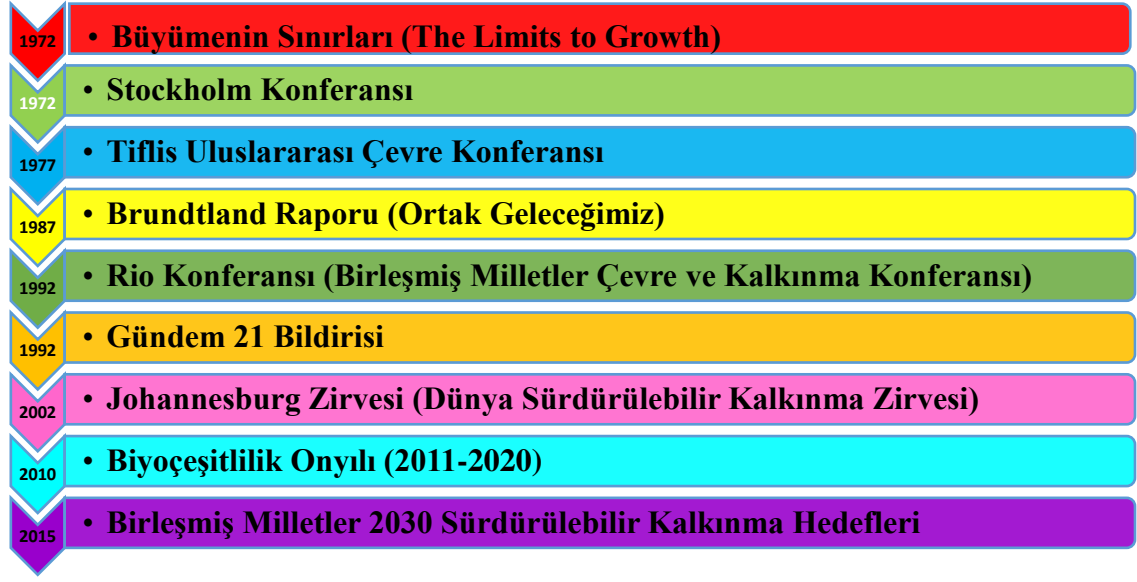 1972 • Büyümenin Sınırları (The Limits to Growth)
1972 • Stockholm Konferansı
1977 • Tiflis Uluslararası Çevre Konferansı
1987 • Brundtland Raporu (Ortak Geleceğimiz)
1992 • Rio Konferansı (Birleşmiş Milletler Çevre ve Kalkınma Konferansı)
1992 • Gündem 21 Bildirisi
2002 • Johannesburg Zirvesi (Dünya Sürdürülebilir Kalkınma Zirvesi)
2010 • Biyoçeşitlilik Onyılı (2011-2020)
2015 • Birleşmiş Milletler 2030 Sürdürülebilir Kalkınma Hedefleri